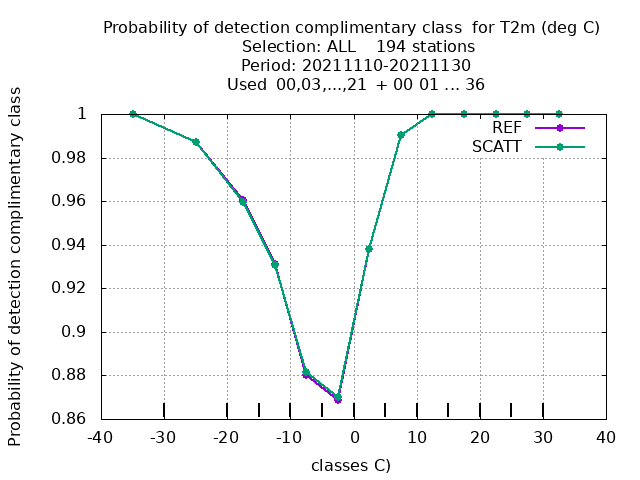 Probability of detection complimentary class  for T2m (deg C)
Selection: ALL    194 stations
Period: 20211110-20211130
Used  00,03,...,21  + 00 01 ... 36
Probability of detection complimentary class
1
0.98
0.96
0.94
0.92
0.9
0.88
0.86
REF
SCATT
-40 -30 -20 -10 0 10 20 30 40
classes C)